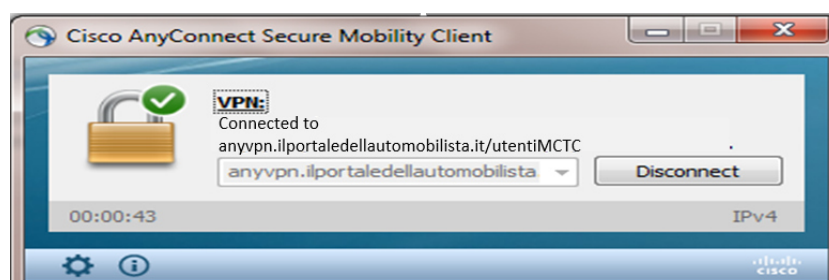 Cisco AnyConnect Secure Mobility Client
VPN:
Connected to
anyvpn.ilportaledellautomobilista.it/utentiMCTC
anyvpn.ilportaledellautomobilista
Disconnect
00:00:43
IPv4
cisco